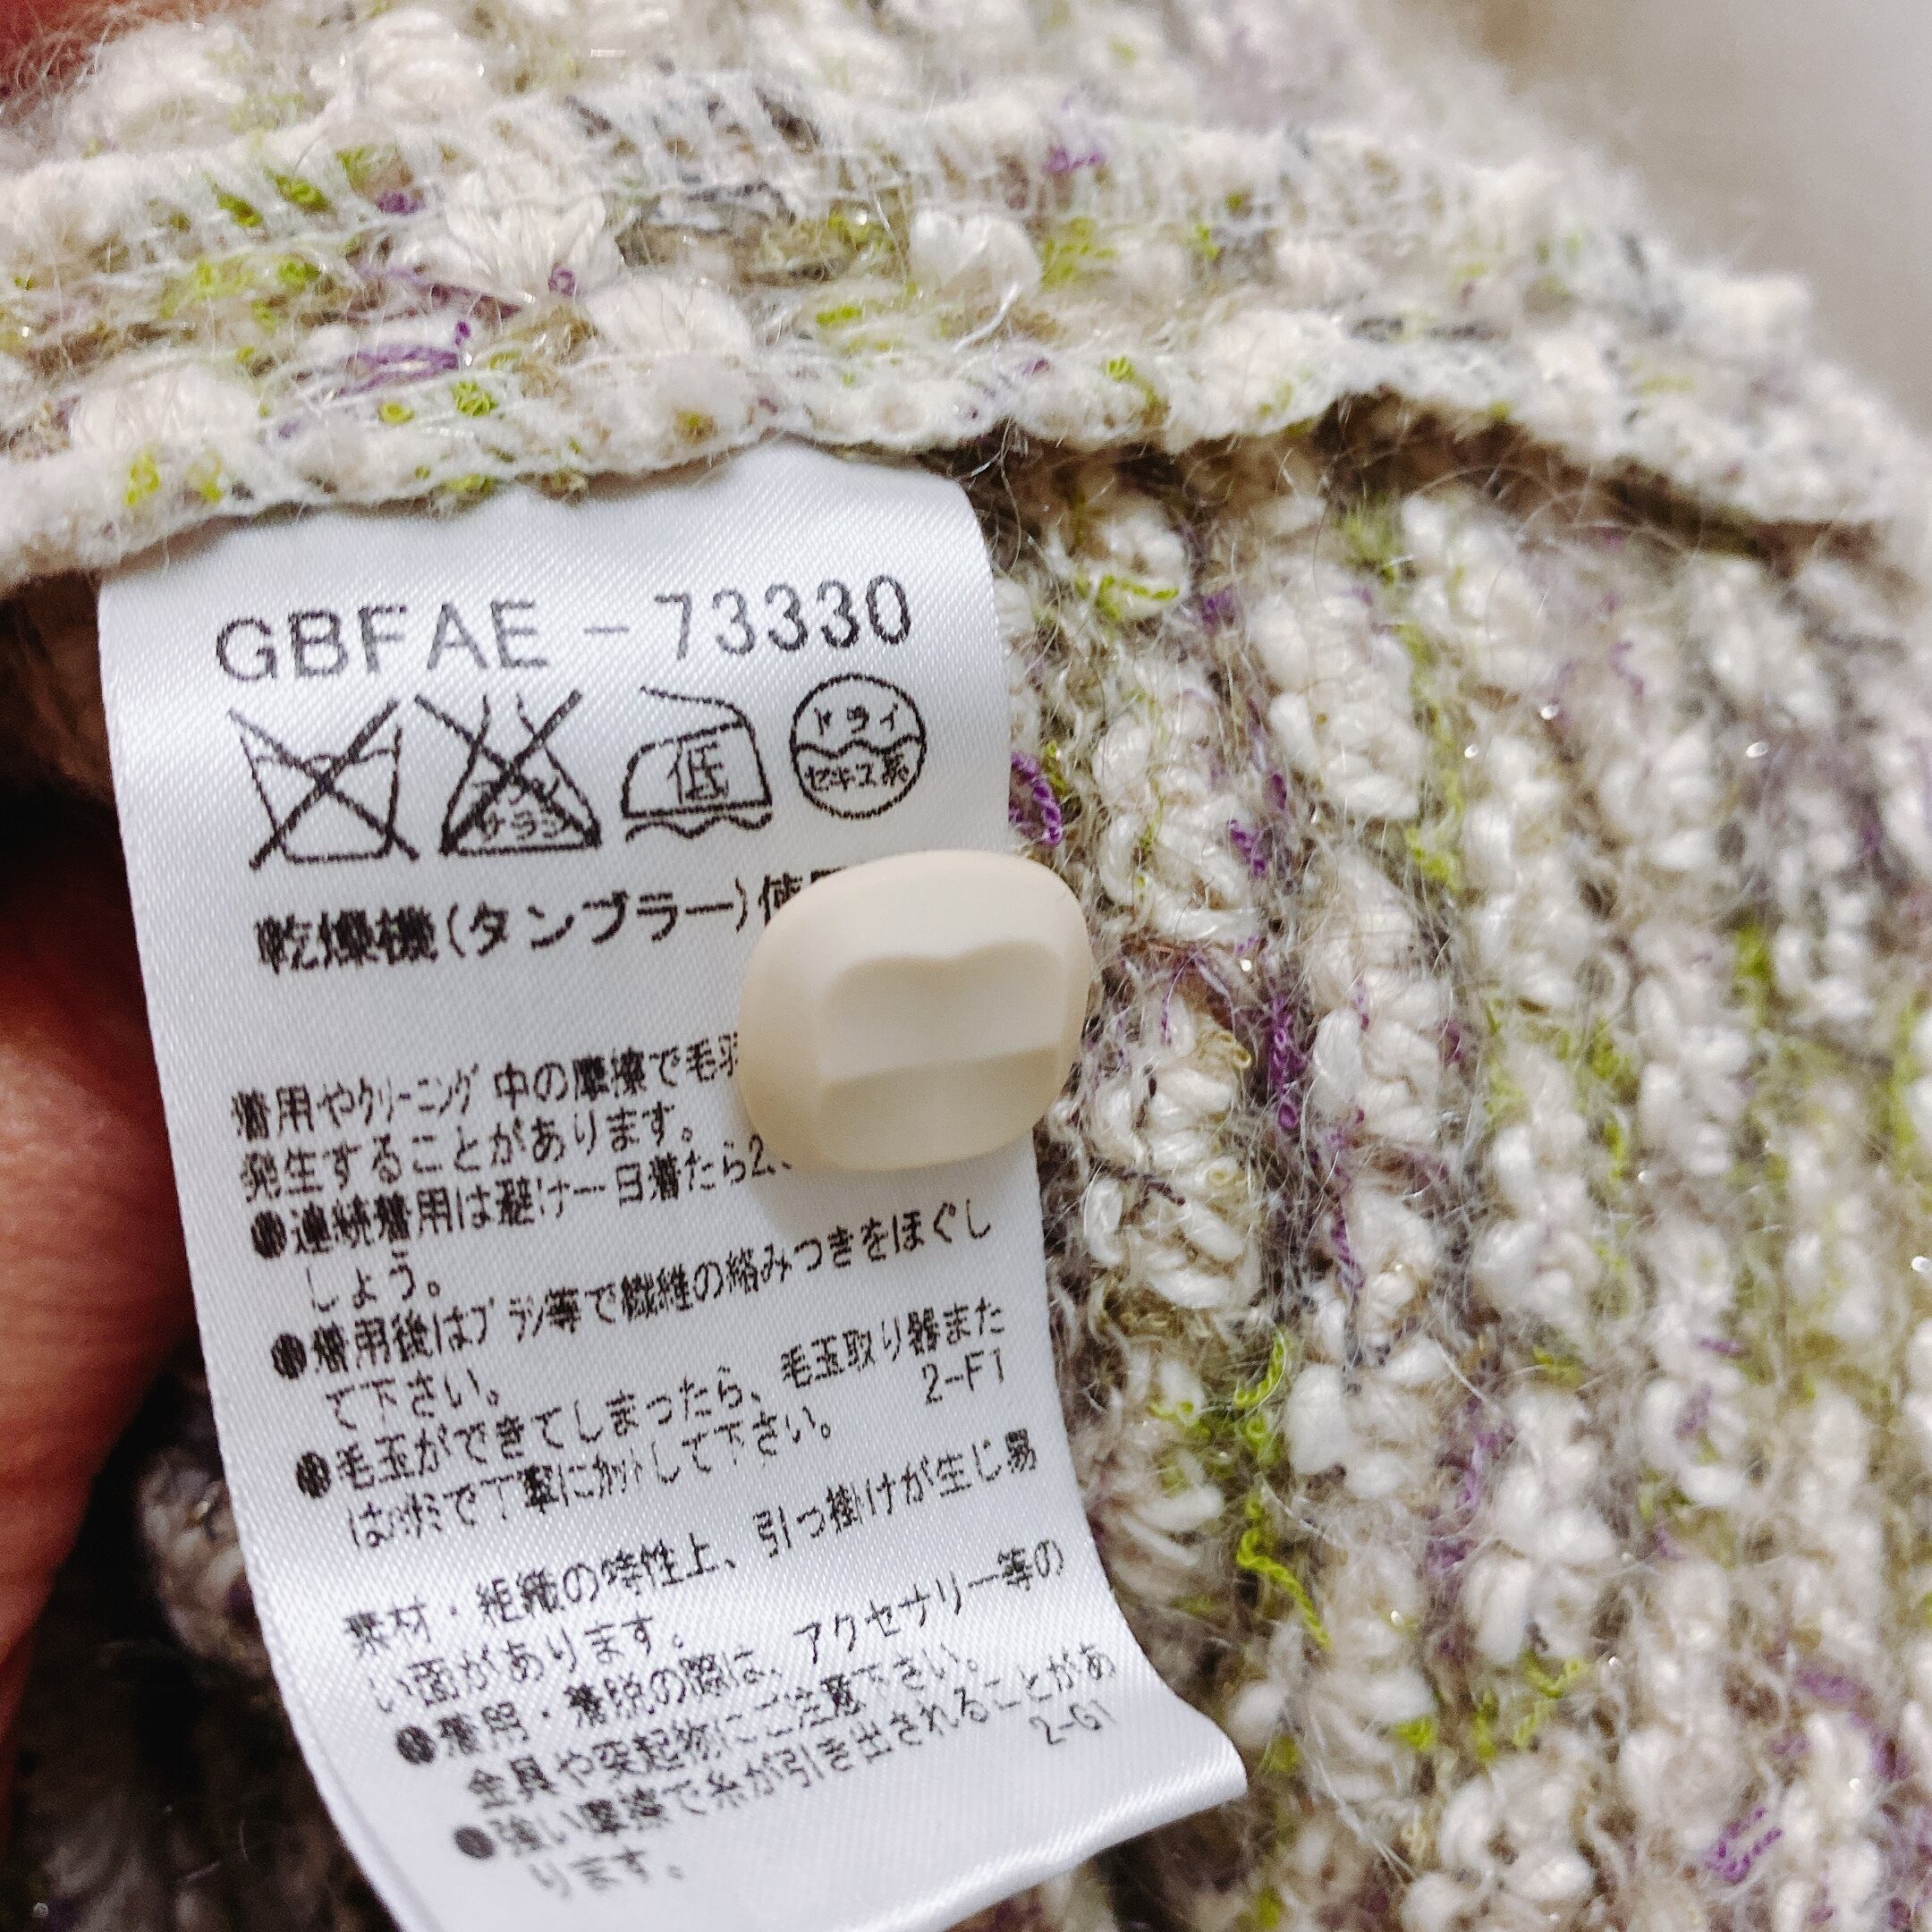 GBFAE－73330
低
ドライ
セキユ系
乾燥機(タンブラー)使
着用やｸﾘｰﾆﾝｸﾞ中の摩擦で毛羽
発生することがあります。
●連続着用は避け一日着たら2、
しょう。
●着用後はﾌﾞﾗｼ等で繊維の絡みつきをほぐし
て下さい。
●毛玉ができてしまったら、毛玉取り器また
はﾊｻﾐで丁寧にｶｯﾄして下さい。
2-F1
素材・組織の特性上、引っ掛けが生じ易
い面があります。
●着用・着脱の際は、アクセサリー等の
金具や突起物にご注意下さい。
●強い摩擦で糸が引き出されることがあ
ります。
2-G1